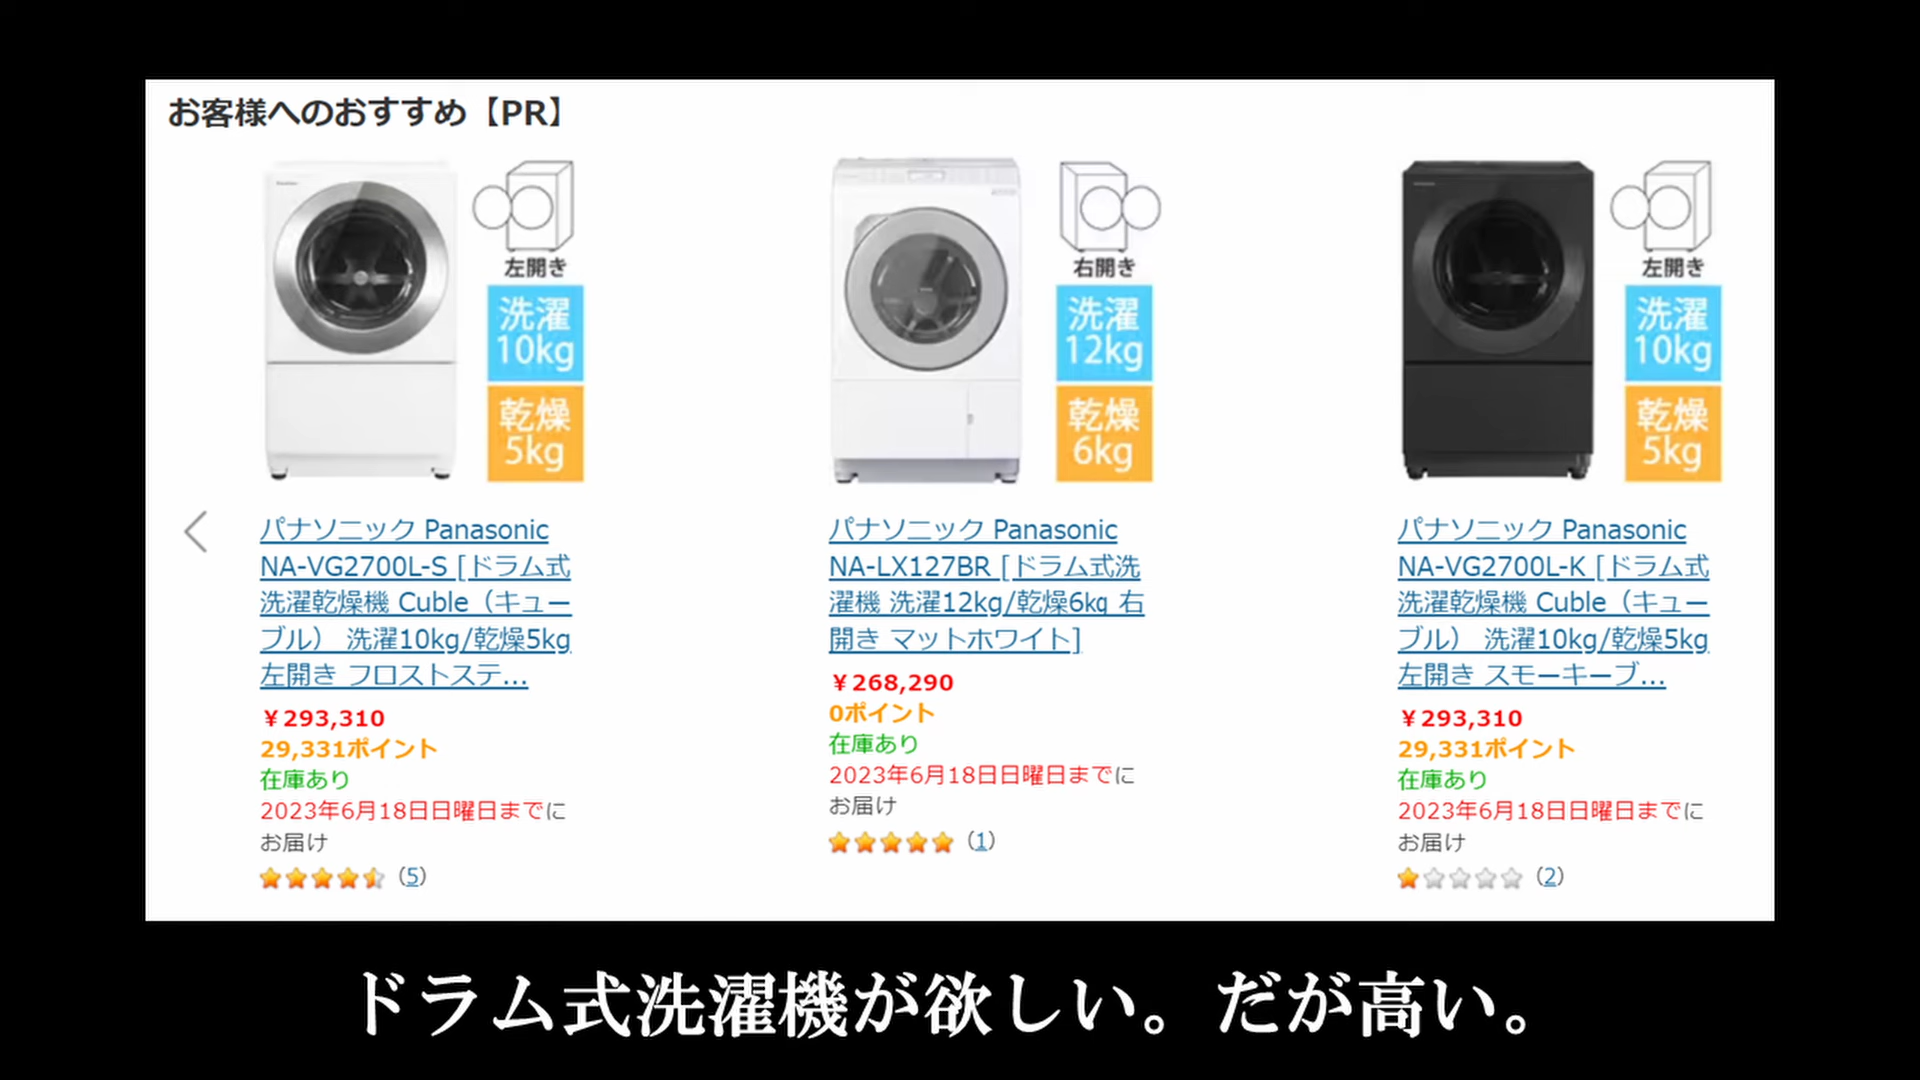 お客様へのおすすめ【PR】
左開き
洗濯
10kg
乾燥
5kg
パナソニック Panasonic
NA-VG2700L-S [ドラム式
洗濯乾燥機 Cuble（キュー
ブル） 洗濯10kg/乾燥5kg
左開き フロストステ...
￥293,310
29,331ポイント
在庫あり
2023年6月18日日曜日までに
お届け
（5）
右開き
洗濯
12kg
乾燥
6kg
パナソニック Panasonic
NA-LX127BR [ドラム式洗
濯機 洗濯12kg/乾燥6㎏ 右
開き マットホワイト]
￥268,290
0ポイント
在庫あり
2023年6月18日日曜日までに
お届け
（1）
左開き
洗濯
10kg
乾燥
5kg
パナソニック Panasonic
NA-VG2700L-K [ドラム式
洗濯乾燥機 Cuble（キュー
ブル） 洗濯10kg/乾燥5kg
左開き スモーキーブ...
￥293,310
29,331ポイント
在庫あり
2023年6月18日日曜日までに
お届け
（2）
ドラム式洗濯機が欲しい。だが高い。